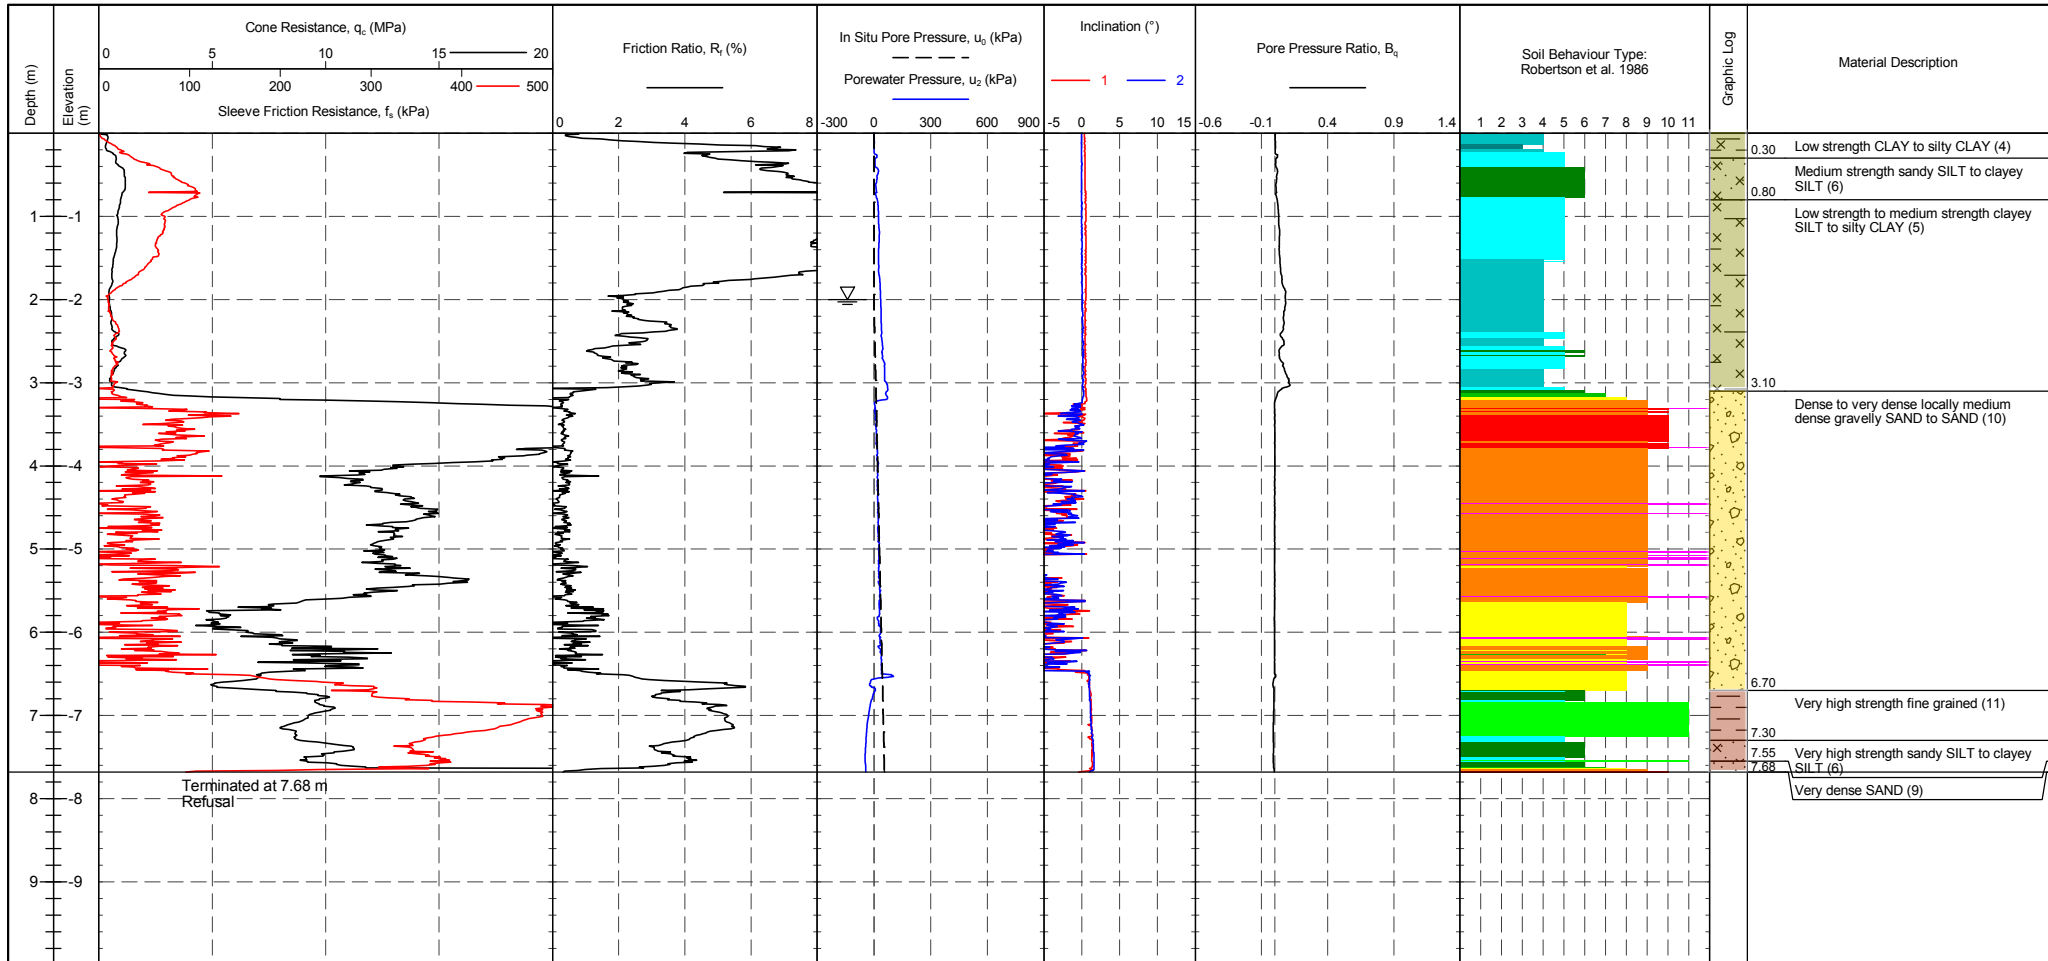 Depth (m)
Elevation (m)
Cone Resistance, qc (MPa)
0 5 10 15 20
100 200 300 400 500
Sleeve Friction Resistance, fs (kPa)
Friction Ratio, Rf (%)
0 2 4 6 8
In Situ Pore Pressure, u0 (kPa)
Porewater Pressure, u2 (kPa)
-300 0 300 600 900
Inclination (°)
1 2
-5 0 5 10 15
Pore Pressure Ratio, Bq
-0.6 -0.1 0.4 0.9 1.4
Soil Behaviour Type:
Robertson et al. 1986
1 2 3 4 5 6 7 8 9 10 11
Graphic Log
Material Description
0.30 Low strength CLAY to silty CLAY (4)
Medium strength sandy SILT to clayey
SILT (6)
0.80
Low strength to medium strength clayey
SILT to silty CLAY (5)
1 -1
2 -2
3 -3
3.10
Dense to very dense locally medium
dense gravelly SAND to SAND (10)
4 -4
5 -5
6 -6
6.70
Very high strength fine grained (11)
7 -7
7.30
7.55 Very high strength sandy SILT to clayey
SILT (6)
7.68
Very dense SAND (9)
Terminated at 7.68 m
Refusal
8 -8
9 -9